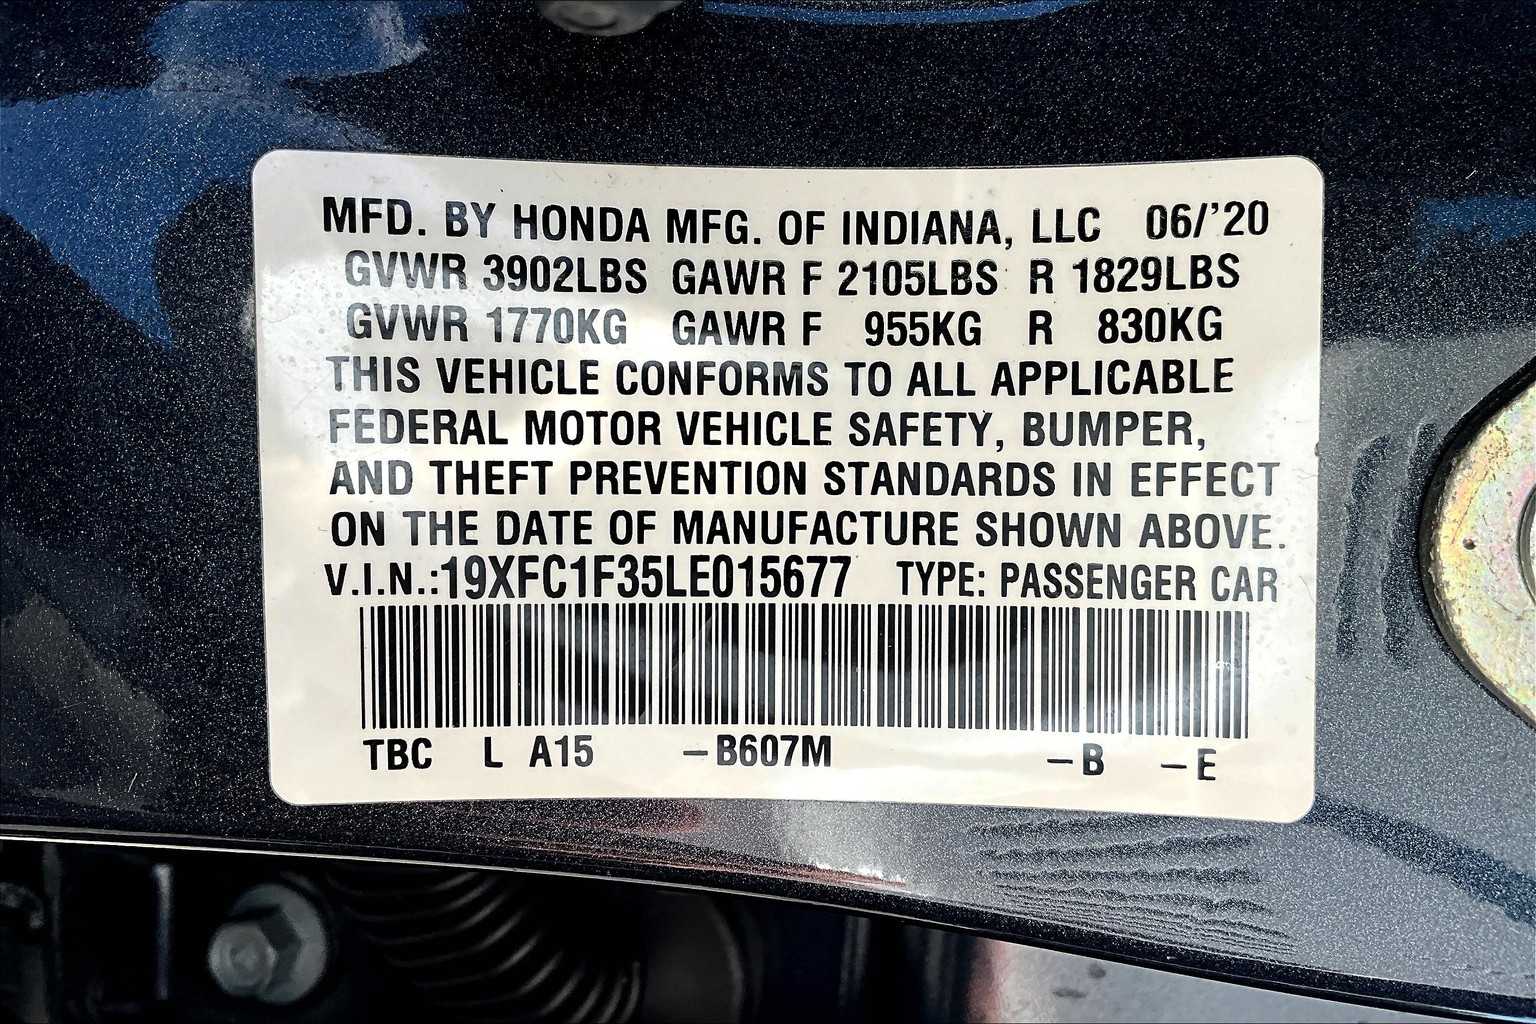 MFD. BY HONDA MFG. OF INDIANA, LLC 06/'20
GVWR 3902LBS GAWR F 2105LBS R 1829LBS
GVWR 1770KG GAWR F 955KG R 830KG
THIS VEHICLE CONFORMS TO ALL APPLICABLE
FEDERAL MOTOR VEHICLE SAFETY, BUMPER,
AND THEFT PREVENTION STANDARDS IN EFFECT
ON THE DATE OF MANUFACTURE SHOWN ABOVE.
V.I.N.:19XFC1F35LE015677 TYPE: PASSENGER CAR
TBC L A15 –B607M –B –E